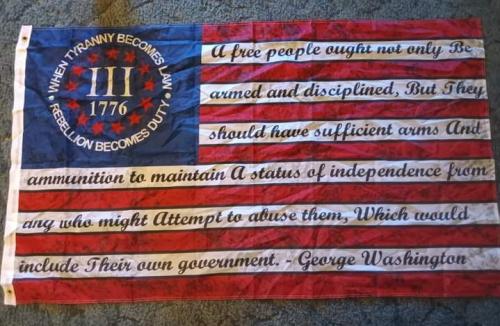 WHEN TYRANNY BECOMES LAW
III
1776
REBELLION BECOMES DUTY
A free people ought not only Be
armed and disciplined, But They
should have sufficient arms And
ammunition to maintain A status of independence from
any who might Attempt to abuse them, Which would
include Their own government. - George Washington